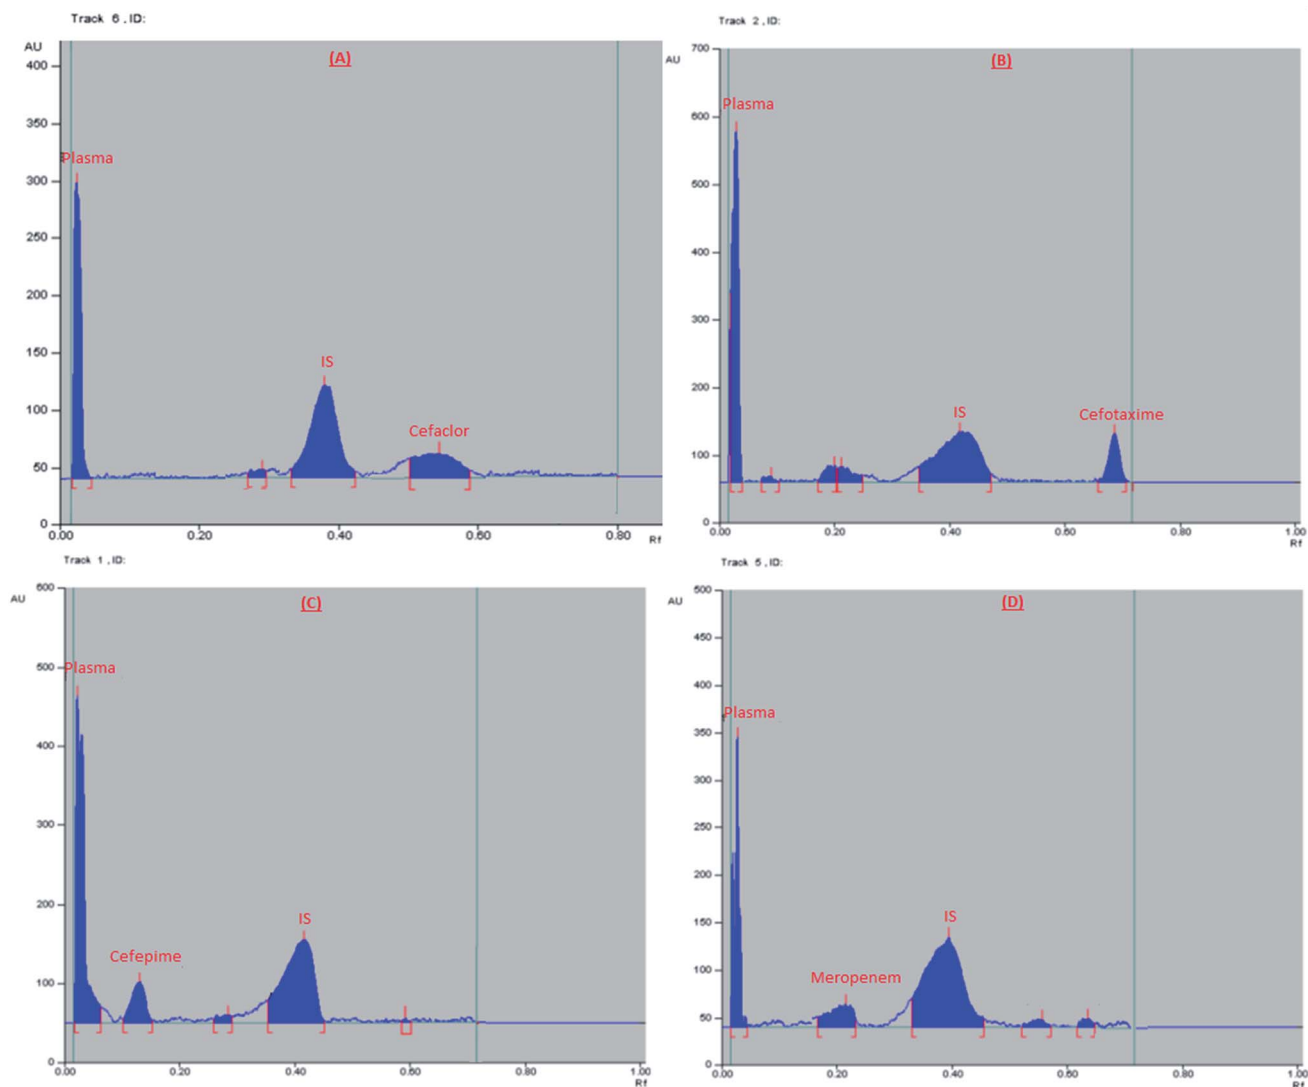 Track 6 , ID:
AU
(A)
400
350
Plasma
300
250
200
150
IS
100
Cefaclor
50
0
0.00 0.20 0.40 0.60 0.80
Rf
Track 2 , ID:
700
AU
(B)
Plasma
600
500
400
300
200
IS
Cefotaxime
100
0
0.00 0.20 0.40 0.60 0.80 1.00
Rf
Track 1 , ID:
600
AU
(C)
Plasma
500
400
300
200
IS
Cefepime
100
0
0.00 0.20 0.40 0.60 0.80 1.00
Rf
Track 5 , ID:
500
AU
(D)
450
400
Plasma
350
300
250
200
150
IS
Meropenem
100
50
0
0.00 0.20 0.40 0.60 0.80 1.00
Rf